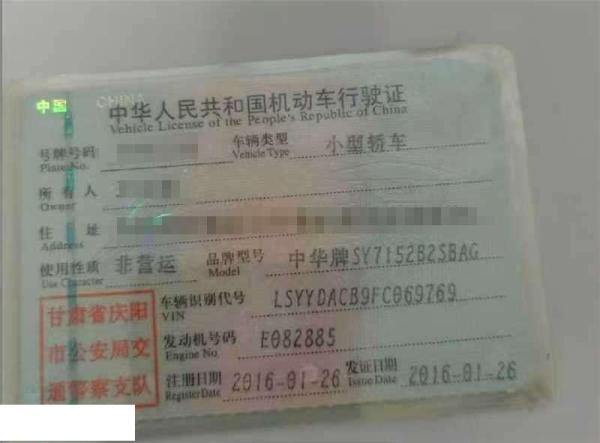 中国 CHINA
中华人民共和国机动车行驶证
Vehicle License of the People's Republic of China
号牌号码 车辆类型 小型轿车
Plate No. Vehicle Type
所有人
Owner
住址
Address
使用性质 非营运 品牌型号 中华牌SY7152B2SBAG
Use Character Model
车辆识别代号 LSYYDACB9FC069769
VIN
发动机号码 E082885
Engine No.
注册日期 2016-01-26 发证日期 2016-01-26
Register Date Issue Date
甘肃省庆阳
市公安局交
通警察支队